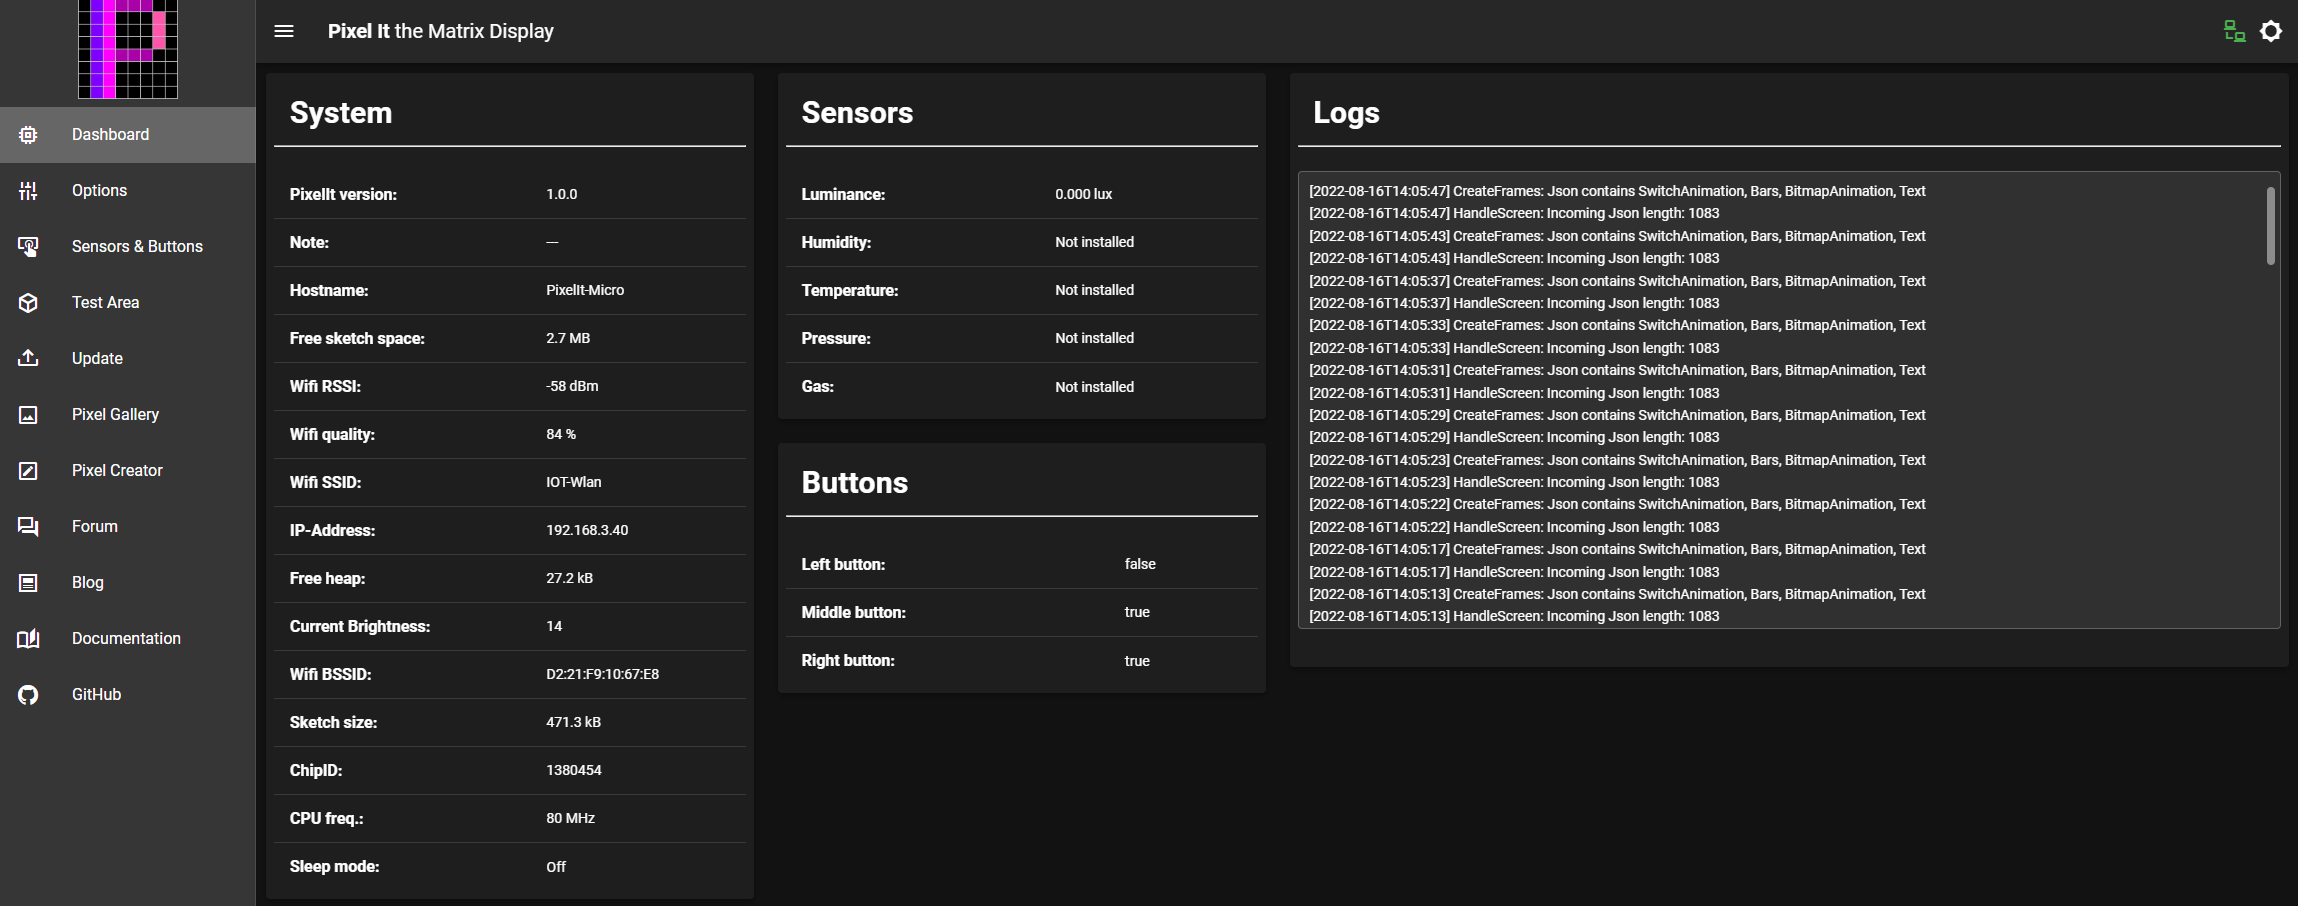 Pixel It the Matrix Display
Dashboard
Options
Sensors & Buttons
Test Area
Update
Pixel Gallery
Pixel Creator
Forum
Blog
Documentation
GitHub
System
PixelIt version: 1.0.0
Note: ---
Hostname: PixelIt-Micro
Free sketch space: 2.7 MB
Wifi RSSI: -58 dBm
Wifi quality: 84 %
Wifi SSID: IOT-Wlan
IP-Address: 192.168.3.40
Free heap: 27.2 kB
Current Brightness: 14
Wifi BSSID: D2:21:F9:10:67:E8
Sketch size: 471.3 kB
ChipID: 1380454
CPU freq.: 80 MHz
Sleep mode: Off
Sensors
Luminance: 0.000 lux
Humidity: Not installed
Temperature: Not installed
Pressure: Not installed
Gas: Not installed
Buttons
Left button: false
Middle button: true
Right button: true
Logs
[2022-08-16T14:05:47] CreateFrames: Json contains SwitchAnimation, Bars, BitmapAnimation, Text
[2022-08-16T14:05:47] HandleScreen: Incoming Json length: 1083
[2022-08-16T14:05:43] CreateFrames: Json contains SwitchAnimation, Bars, BitmapAnimation, Text
[2022-08-16T14:05:43] HandleScreen: Incoming Json length: 1083
[2022-08-16T14:05:37] CreateFrames: Json contains SwitchAnimation, Bars, BitmapAnimation, Text
[2022-08-16T14:05:37] HandleScreen: Incoming Json length: 1083
[2022-08-16T14:05:33] CreateFrames: Json contains SwitchAnimation, Bars, BitmapAnimation, Text
[2022-08-16T14:05:33] HandleScreen: Incoming Json length: 1083
[2022-08-16T14:05:31] CreateFrames: Json contains SwitchAnimation, Bars, BitmapAnimation, Text
[2022-08-16T14:05:31] HandleScreen: Incoming Json length: 1083
[2022-08-16T14:05:29] CreateFrames: Json contains SwitchAnimation, Bars, BitmapAnimation, Text
[2022-08-16T14:05:29] HandleScreen: Incoming Json length: 1083
[2022-08-16T14:05:23] CreateFrames: Json contains SwitchAnimation, Bars, BitmapAnimation, Text
[2022-08-16T14:05:23] HandleScreen: Incoming Json length: 1083
[2022-08-16T14:05:22] CreateFrames: Json contains SwitchAnimation, Bars, BitmapAnimation, Text
[2022-08-16T14:05:22] HandleScreen: Incoming Json length: 1083
[2022-08-16T14:05:17] CreateFrames: Json contains SwitchAnimation, Bars, BitmapAnimation, Text
[2022-08-16T14:05:17] HandleScreen: Incoming Json length: 1083
[2022-08-16T14:05:13] CreateFrames: Json contains SwitchAnimation, Bars, BitmapAnimation, Text
[2022-08-16T14:05:13] HandleScreen: Incoming Json length: 1083